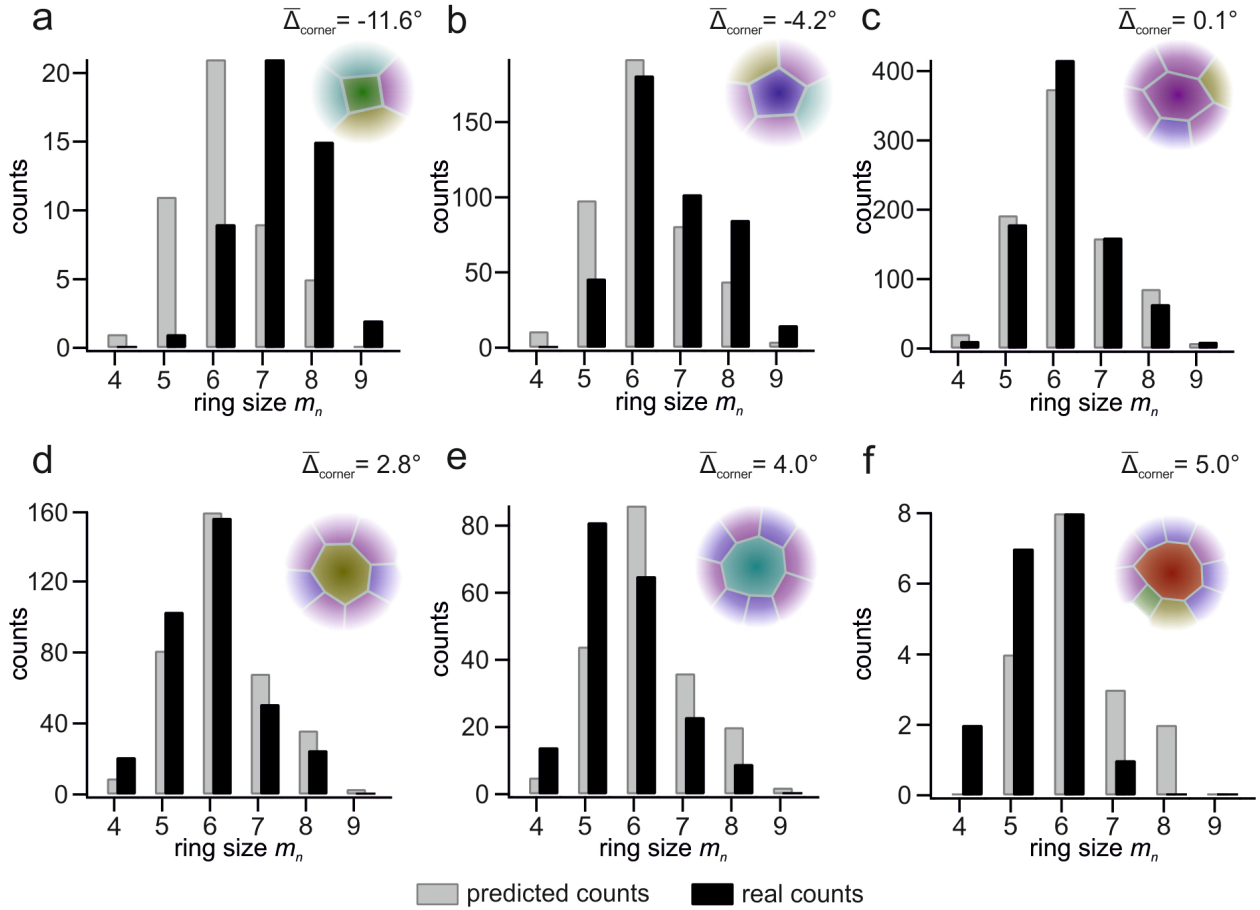 a
Δ̅corner= -11.6°
counts
20
15
10
5
0
4 5 6 7 8 9
ring size mn
b
Δ̅corner= -4.2°
counts
150
100
50
0
4 5 6 7 8 9
ring size mn
c
Δ̅corner= 0.1°
counts
400
300
200
100
0
4 5 6 7 8 9
ring size mn
d
Δ̅corner= 2.8°
counts
160
120
80
40
0
4 5 6 7 8 9
ring size mn
e
Δ̅corner= 4.0°
counts
80
60
40
20
0
4 5 6 7 8 9
ring size mn
f
Δ̅corner= 5.0°
counts
8
6
4
2
0
4 5 6 7 8 9
ring size mn
predicted counts
real counts